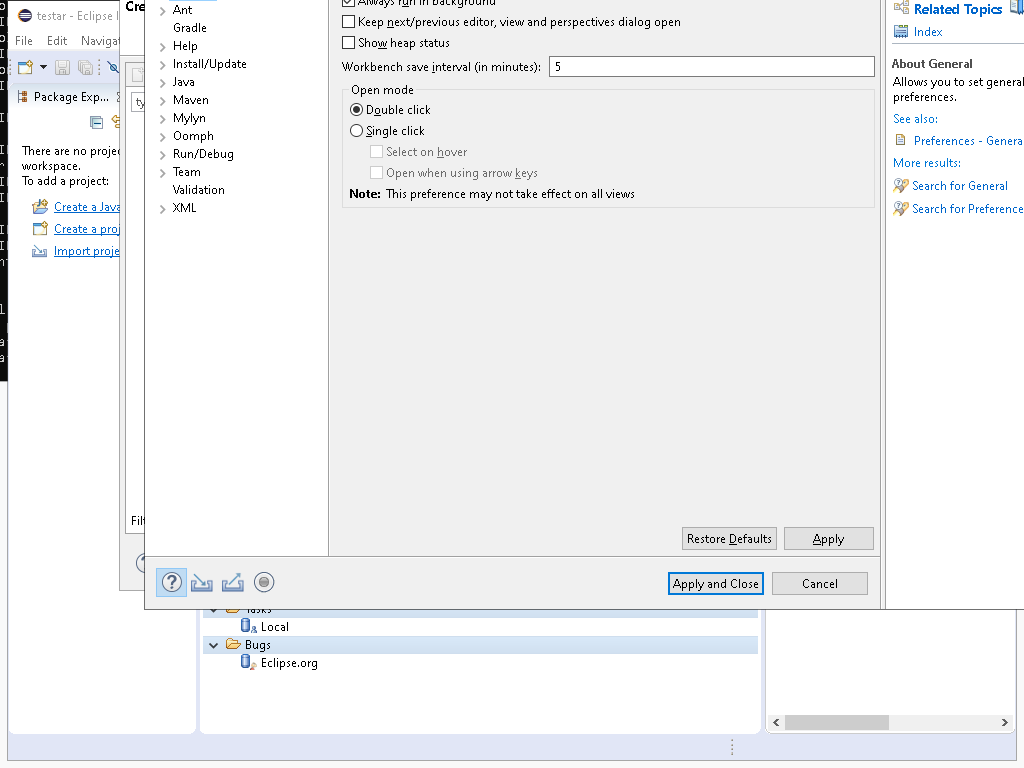 testar - Eclipse I
File Edit Navigat
Package Exp...
There are no proje
workspace.
To add a project:
Create a Java
Create a proj
Import proje
Cre
ty
Filt
Ant
Gradle
Help
Install/Update
Java
Maven
Mylyn
Oomph
Run/Debug
Team
Validation
XML
Always run in background
Keep next/previous editor, view and perspectives dialog open
Show heap status
Workbench save interval (in minutes): 5
Open mode
Double click
Single click
Select on hover
Open when using arrow keys
Note: This preference may not take effect on all views
Restore Defaults Apply
Apply and Close Cancel
Related Topics
Index
About General
Allows you to set general
preferences.
See also:
Preferences - Genera
More results:
Search for General
Search for Preference
Tasks
Local
Bugs
Eclipse.org